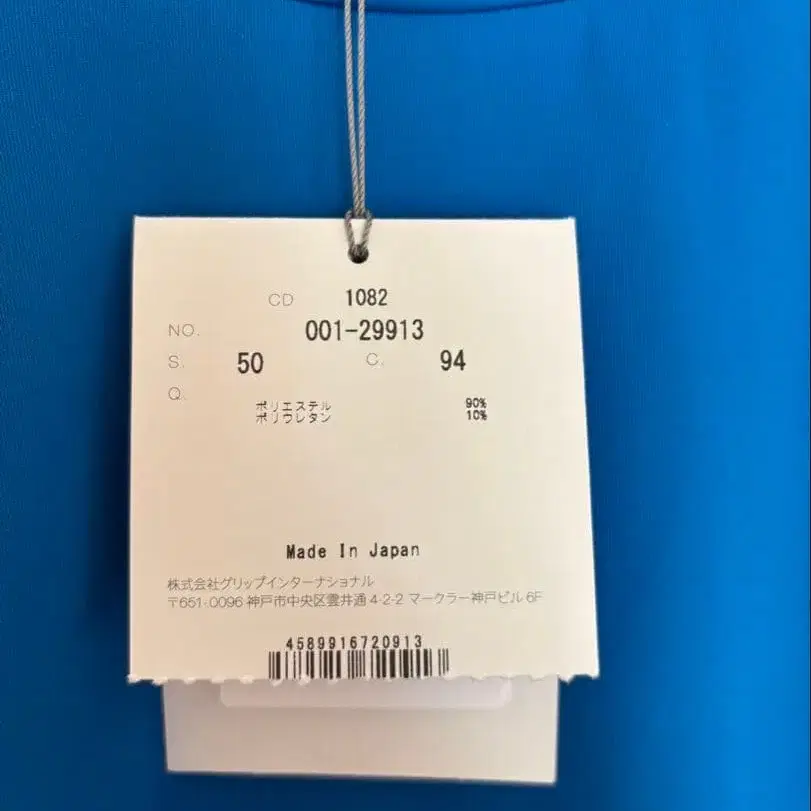 CD 1082
NO. 001-29913
S. 50 C. 94
Q.
ポリエステル 90%
ポリウレタン 10%
Made In Japan
株式会社グリップインターナショナル
〒651-0096 神戸市中央区雲井通 4-2-2 マークラー神戸ビル 6F
4589916720913